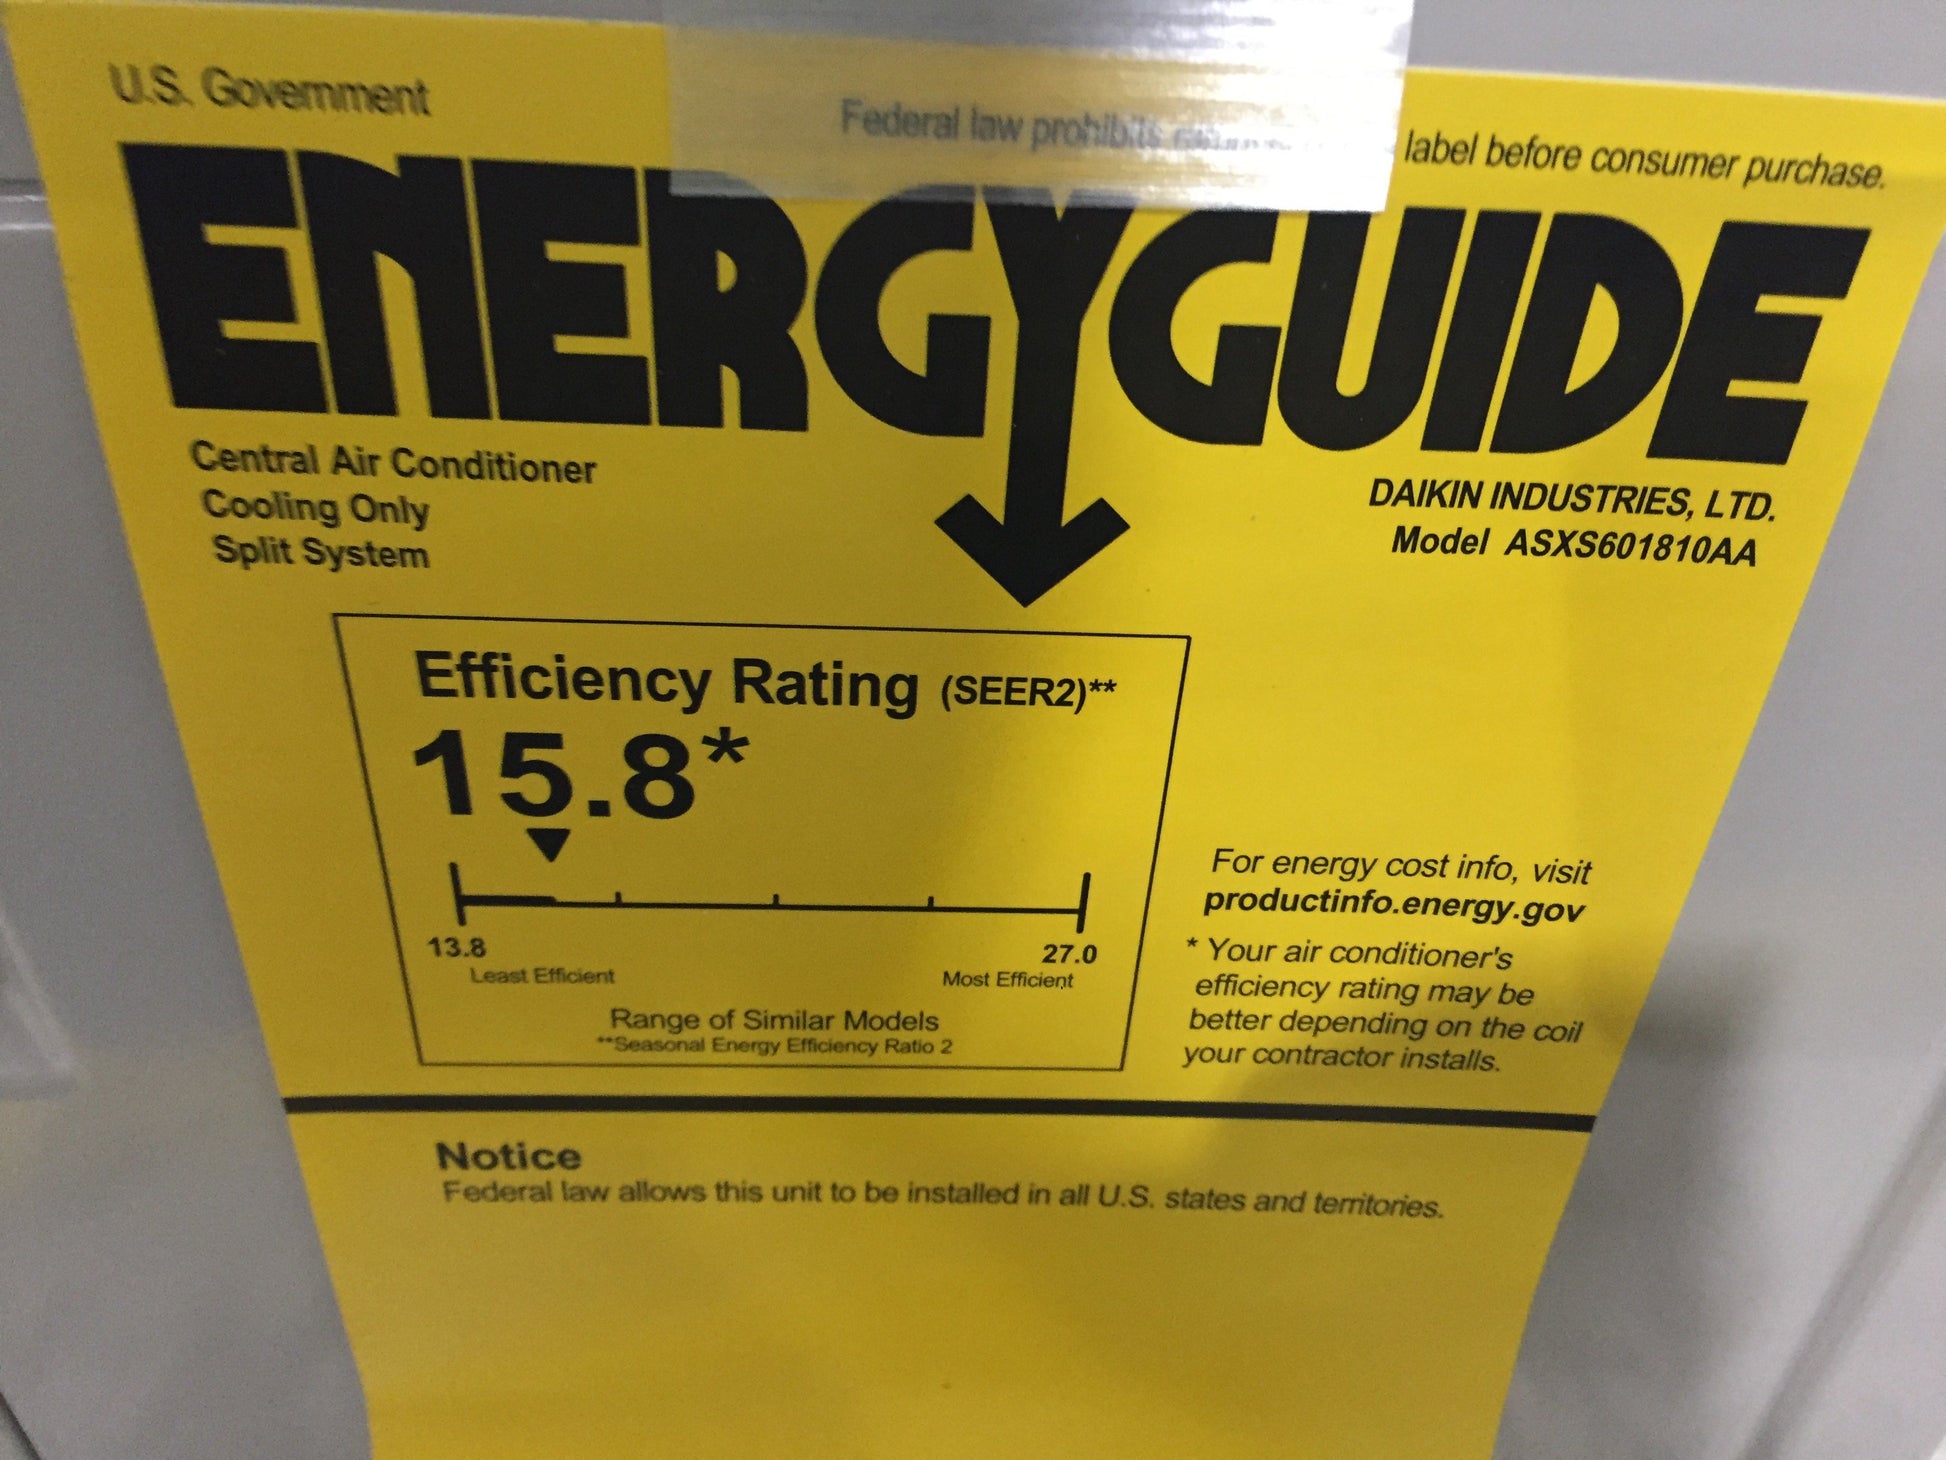 U.S. Government
Federal law prohibits label before consumer purchase.
ENERGYGUIDE
Central Air Conditioner
Cooling Only
Split System
DAIKIN INDUSTRIES, LTD.
Model ASXS601810AA
Efficiency Rating (SEER2)**
15.8*
13.8
27.0
Least Efficient
Most Efficient
Range of Similar Models
**Seasonal Energy Efficiency Ratio 2
For energy cost info, visit
productinfo.energy.gov
* Your air conditioner's
efficiency rating may be
better depending on the coil
your contractor installs.
Notice
Federal law allows this unit to be installed in all U.S. states and territories.